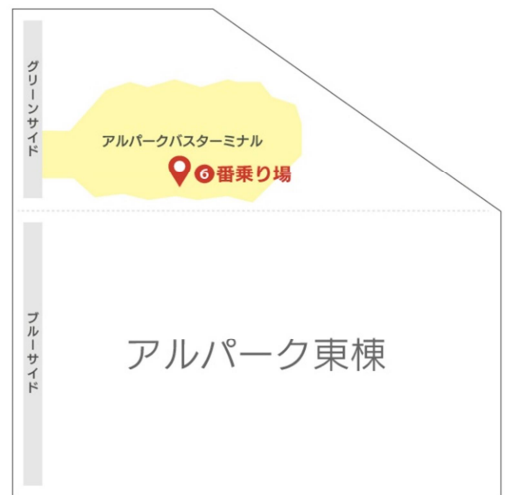 グリーンサイド
アルパークバスターミナル
6番乗り場
ブルーサイド
アルパーク東棟